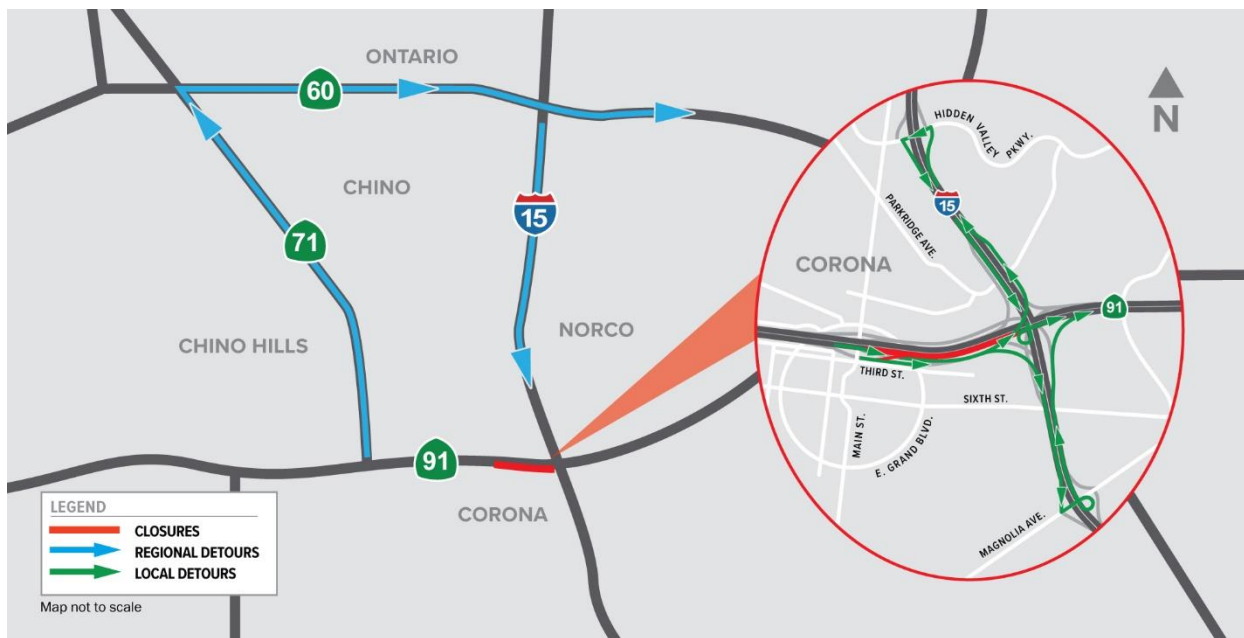 ONTARIO
60
CHINO
71
15
CHINO HILLS
NORCO
91
CORONA
N
HIDDEN VALLEY PKWY.
15
PARKRIDGE AVE.
CORONA
91
THIRD ST.
SIXTH ST.
MAIN ST.
E. GRAND BLVD.
MAGNOLIA AVE.
LEGEND
CLOSURES
REGIONAL DETOURS
LOCAL DETOURS
Map not to scale